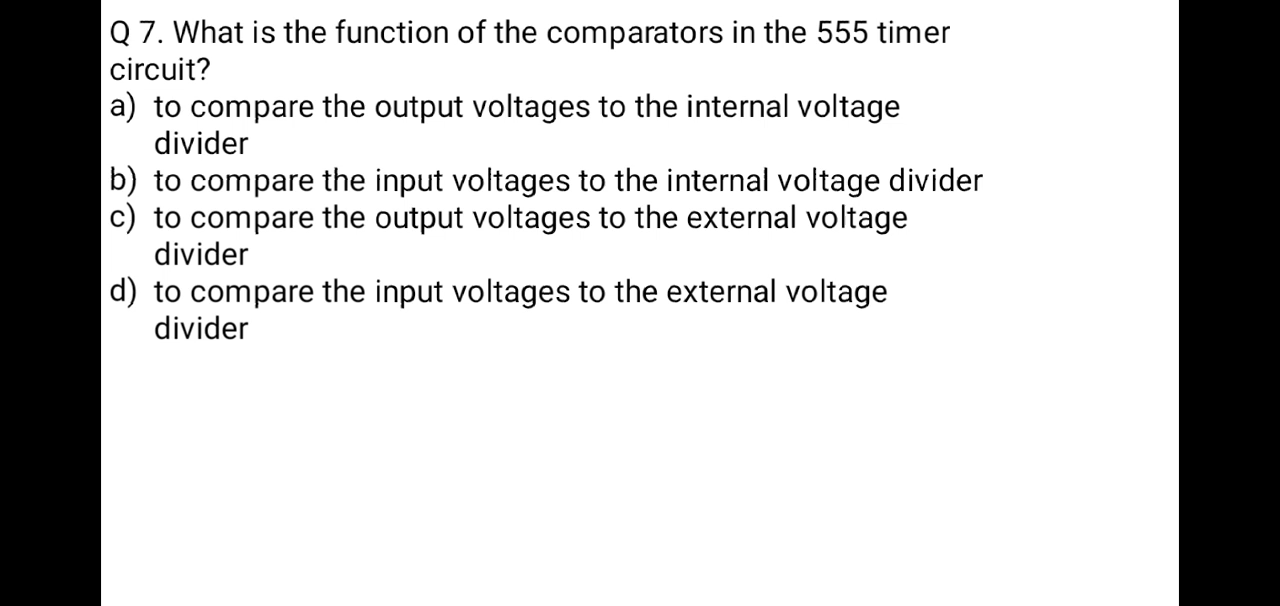 Q 7. What is the function of the comparators in the 555 timer
circuit?
a) to compare the output voltages to the internal voltage
divider
b) to compare the input voltages to the internal voltage divider
c) to compare the output voltages to the external voltage
divider
d) to compare the input voltages to the external voltage
divider